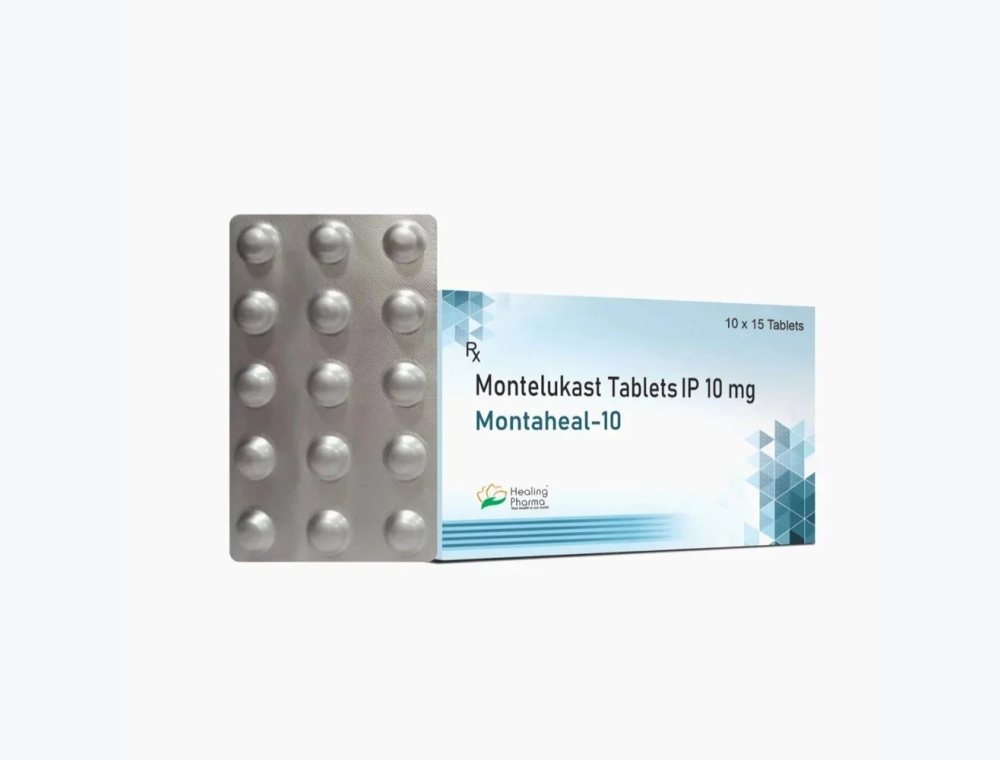 10 x 15 Tablets
Rx
Montelukast Tablets IP 10 mg
Montaheal-10
Healing
Pharma